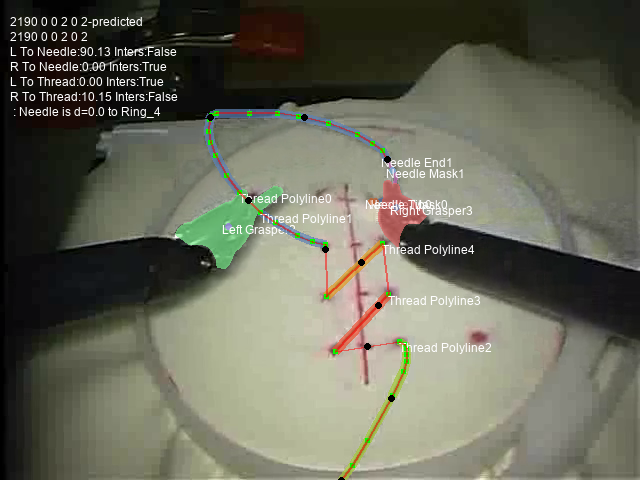 2190 0 0 2 0 2-predicted
2190 0 0 2 0 2
L To Needle:90.13 Inters:False
R To Needle:0.00 Inters:True
L To Thread:0.00 Inters:True
R To Thread:10.15 Inters:False
: Needle is d=0.0 to Ring_4
Needle End1
Needle Mask1
Thread Polyline0
Right Grasper3
Thread Polyline1
Left Grasper
Thread Polyline4
Thread Polyline3
Thread Polyline2